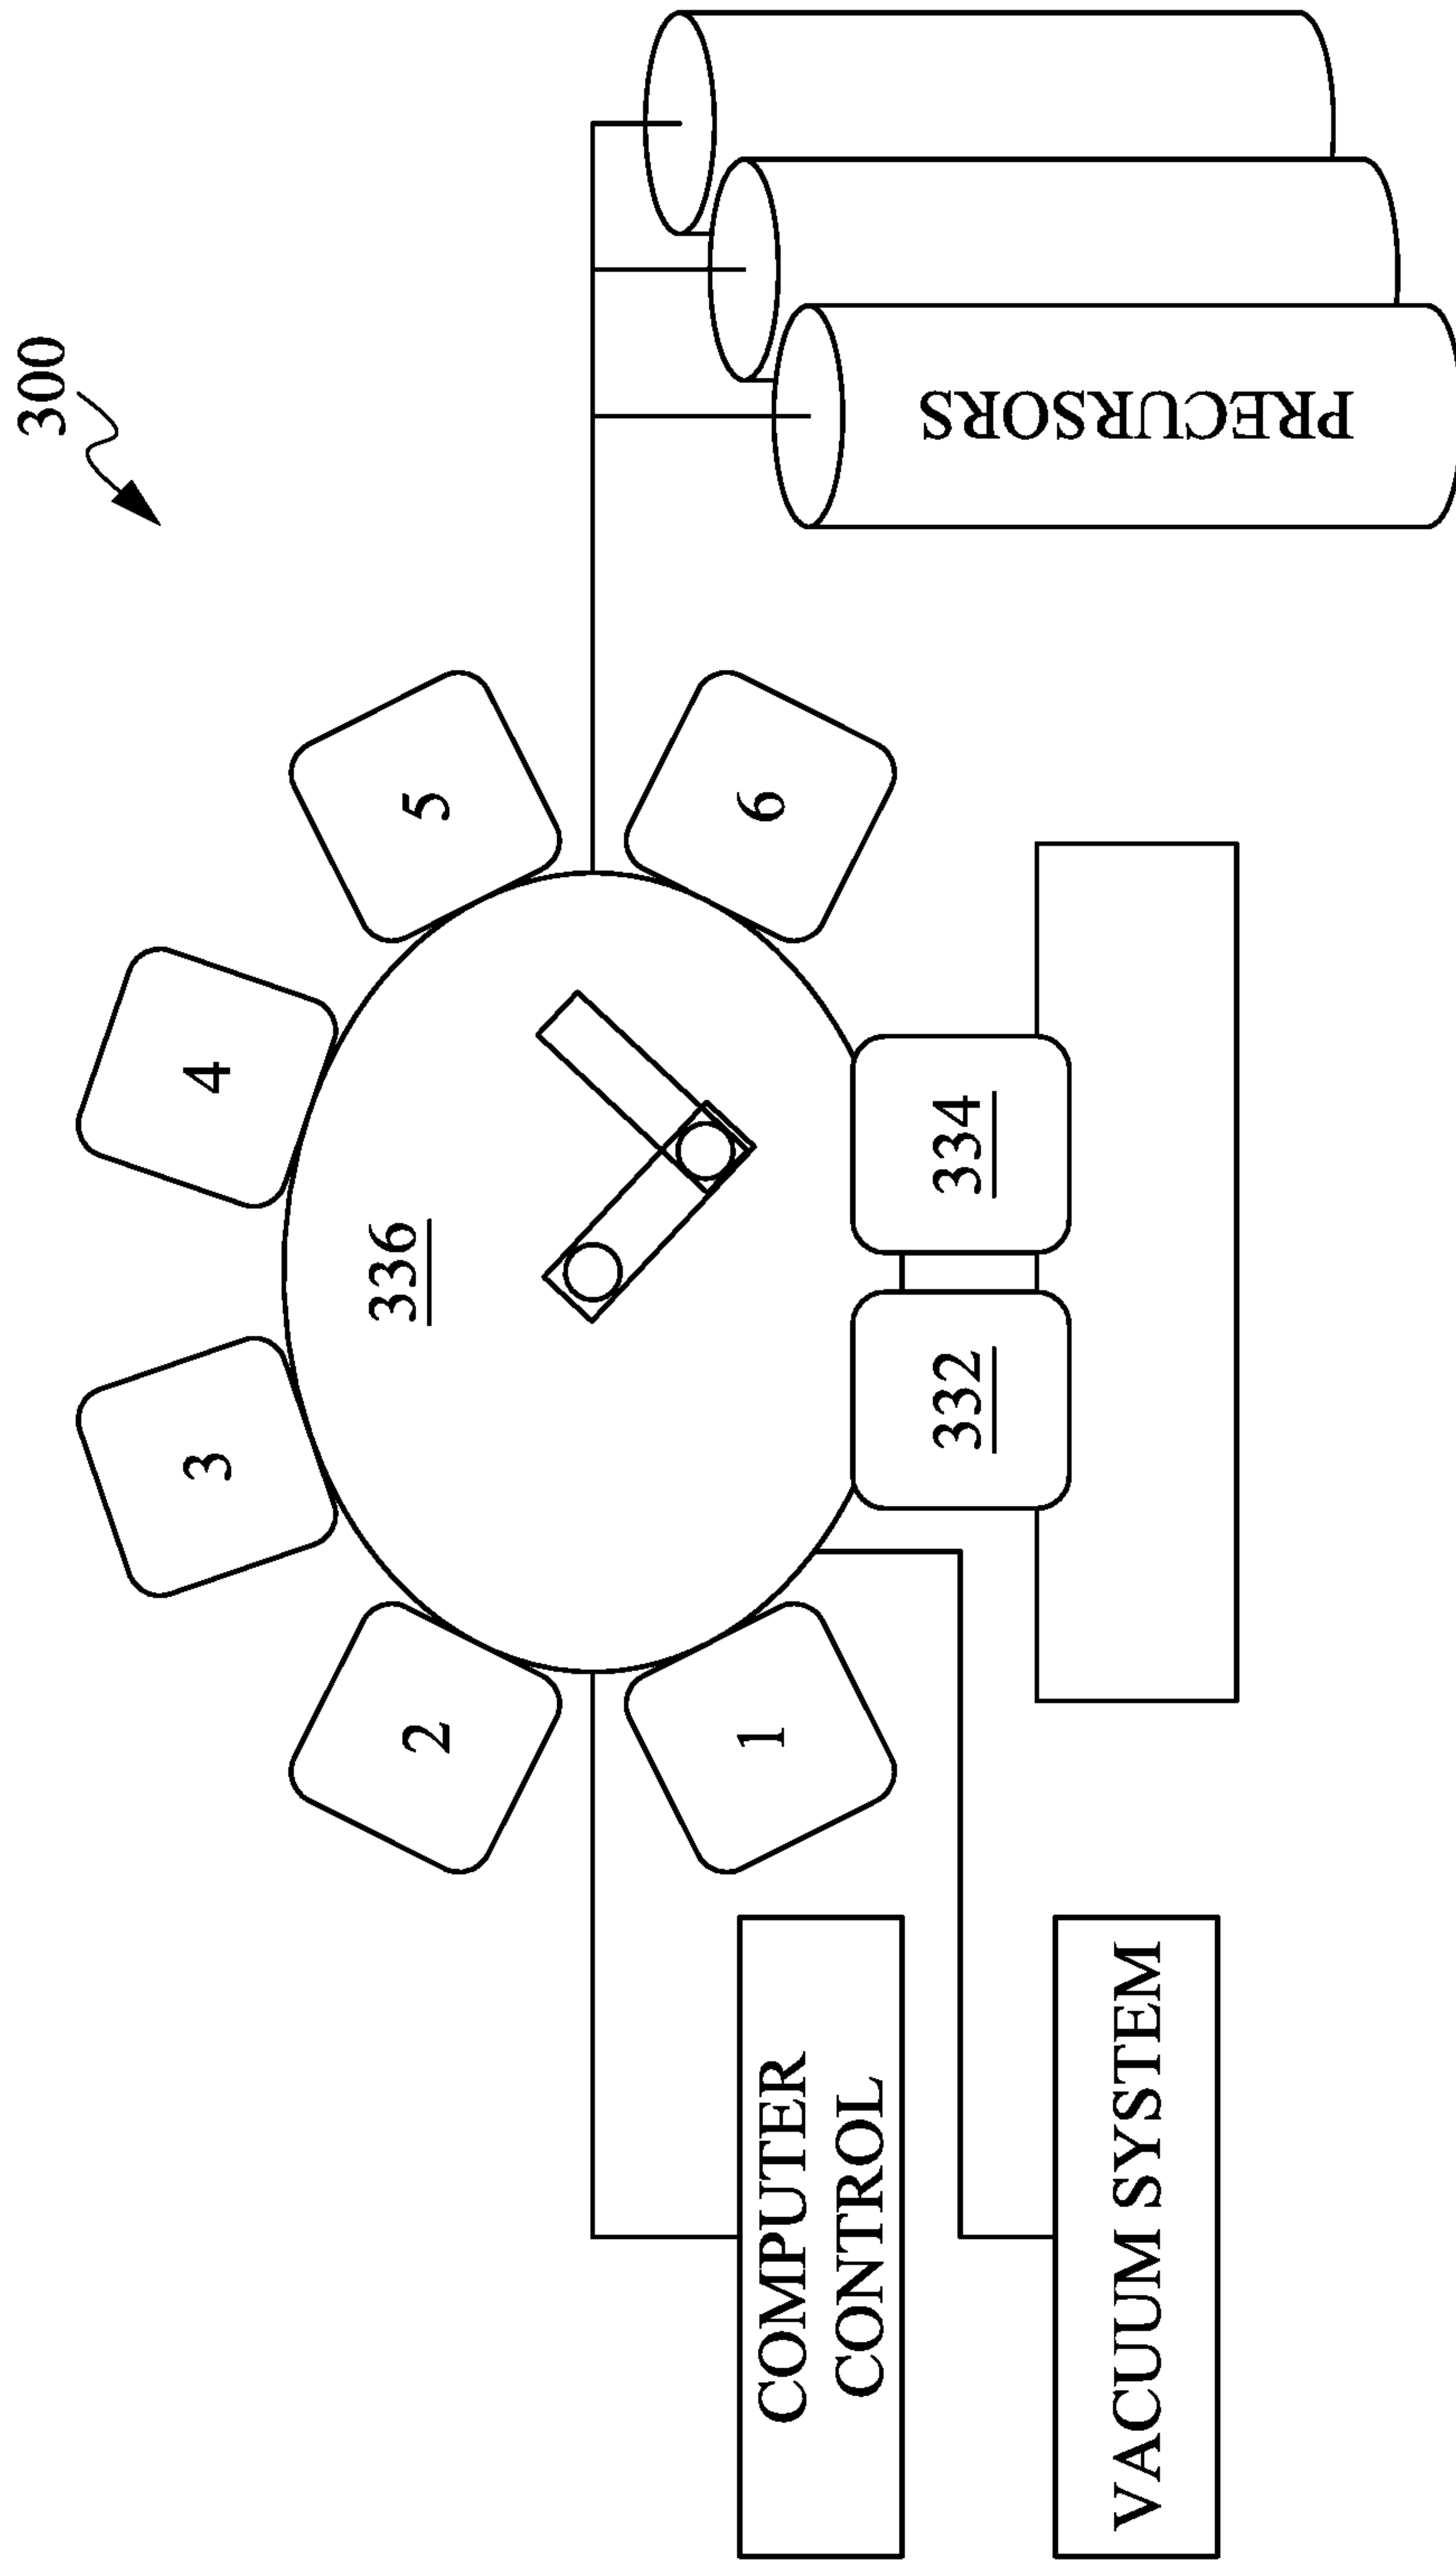 300
3
4
2
5
336
1
6
332
334
COMPUTER
CONTROL
VACUUM SYSTEM
PRECURSORS